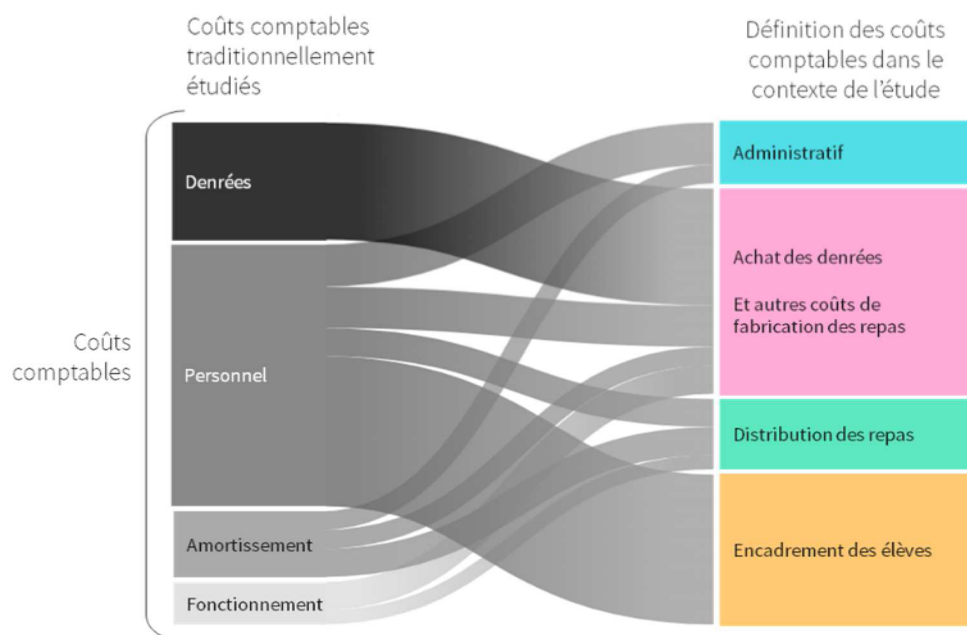 Coûts comptables
traditionnellement
étudiés
Définition des coûts
comptables dans le
contexte de l'étude
Coûts
comptables
Denrées
Personnel
Amortissement
Fonctionnement
Administratif
Achat des denrées
Et autres coûts de
fabrication des repas
Distribution des repas
Encadrement des élèves